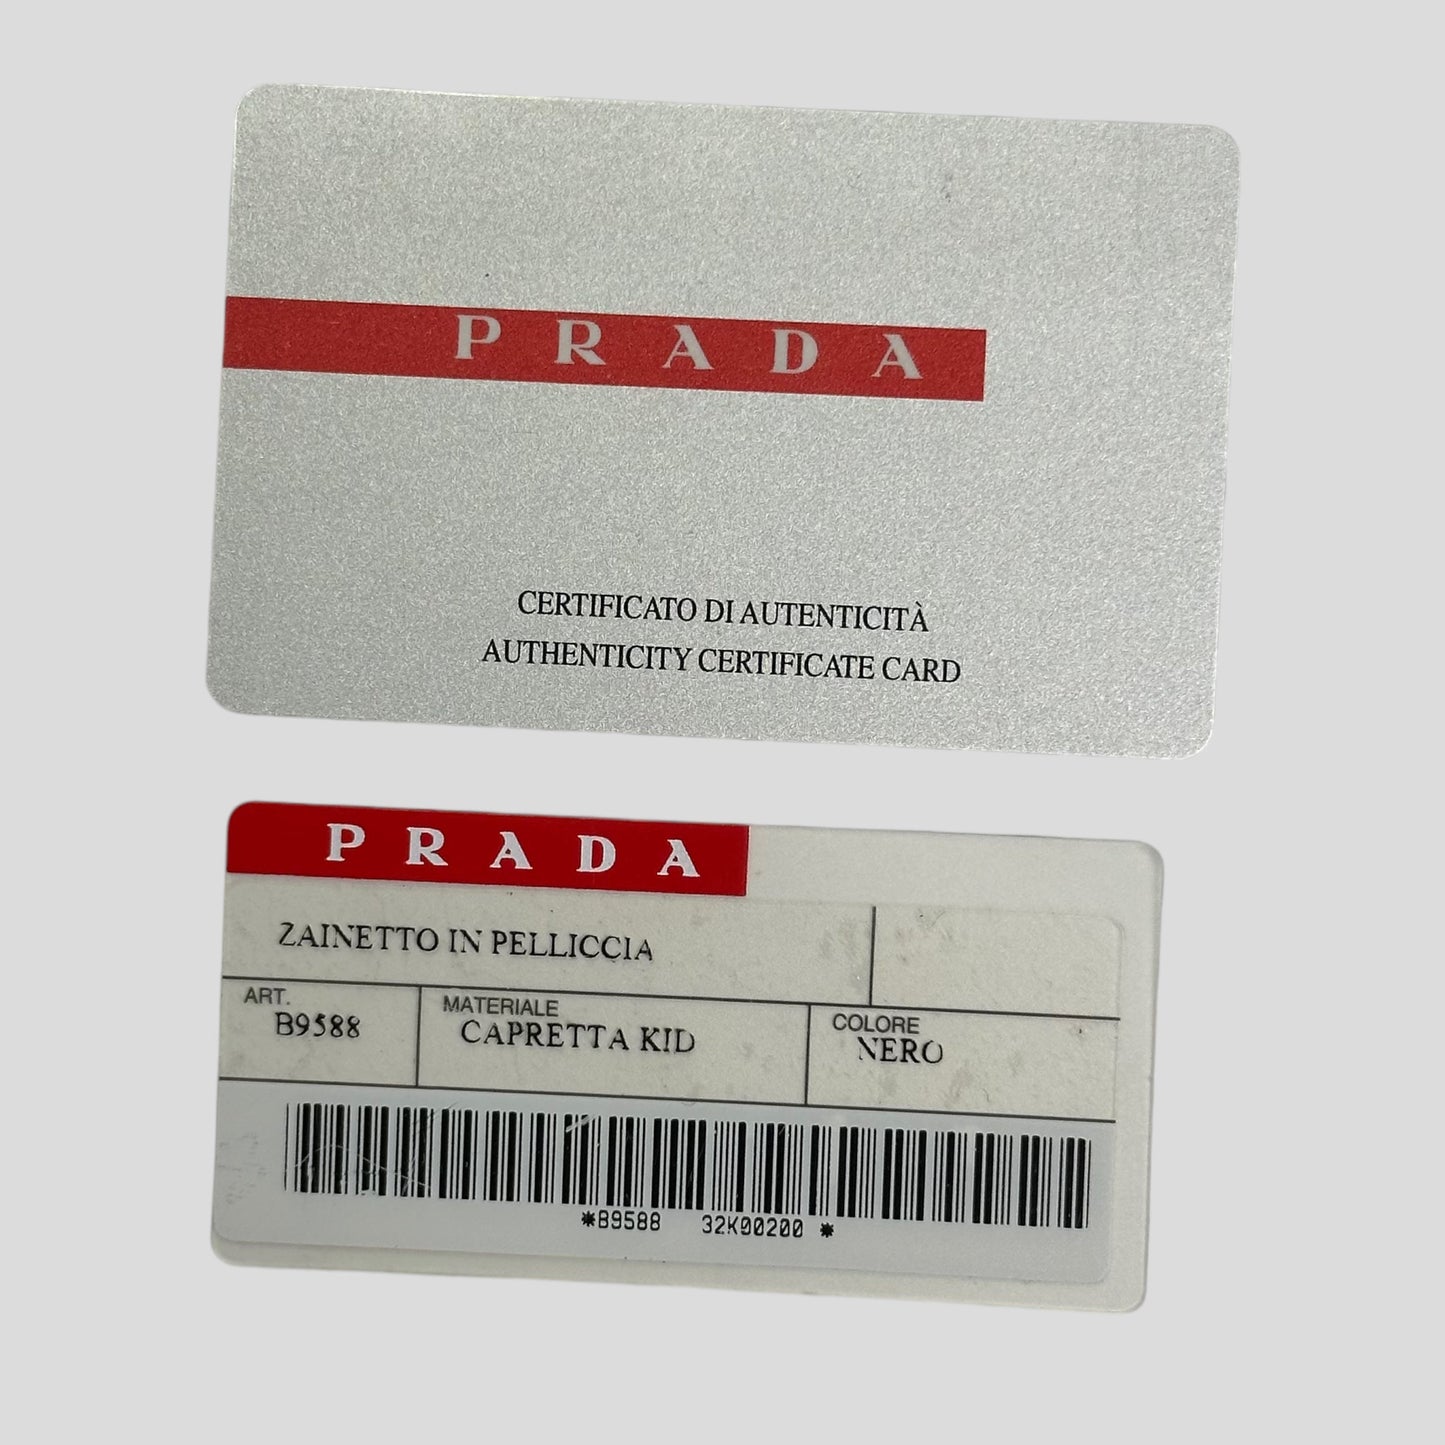 PRADA
CERTIFICATO DI AUTENTICITÀ
AUTHENTICITY CERTIFICATE CARD
PRADA
ZAINETTO IN PELLICCIA
ART.
B9588
MATERIALE
CAPRETTA KID
COLORE
NERO
*B9588 32K00200 *